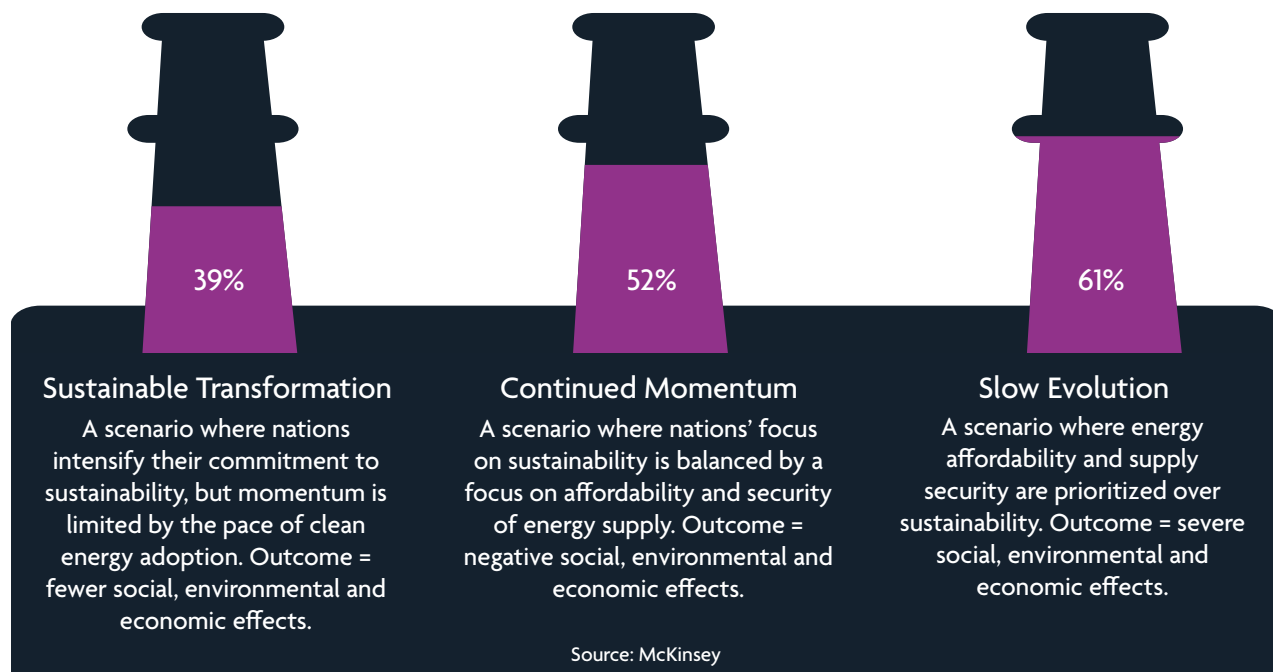 39%
52%
61%
Sustainable Transformation
A scenario where nations
intensify their commitment to
sustainability, but momentum is
limited by the pace of clean
energy adoption. Outcome =
fewer social, environmental and
economic effects.
Continued Momentum
A scenario where nations’ focus
on sustainability is balanced by a
focus on affordability and security
of energy supply. Outcome =
negative social, environmental and
economic effects.
Slow Evolution
A scenario where energy
affordability and supply
security are prioritized over
sustainability. Outcome = severe
social, environmental and
economic effects.
Source: McKinsey